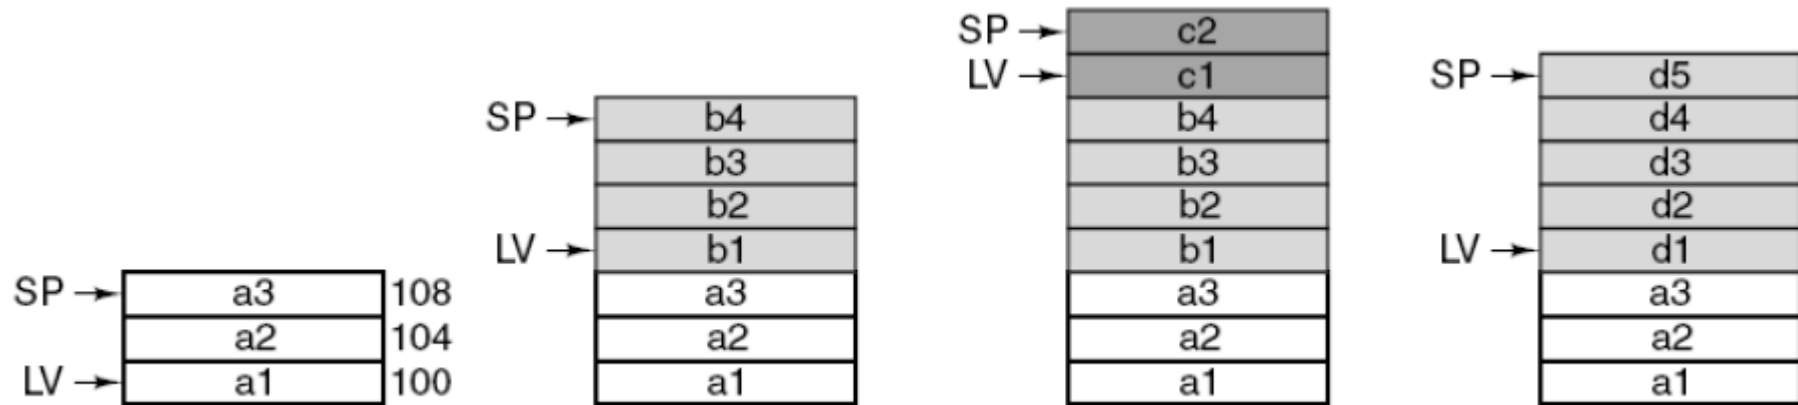 SP a3 108
a2 104
LV a1 100
SP b4
b3
b2
LV b1
a3
a2
a1
SP c2
LV c1
b4
b3
b2
b1
a3
a2
a1
SP d5
d4
d3
d2
LV d1
a3
a2
a1